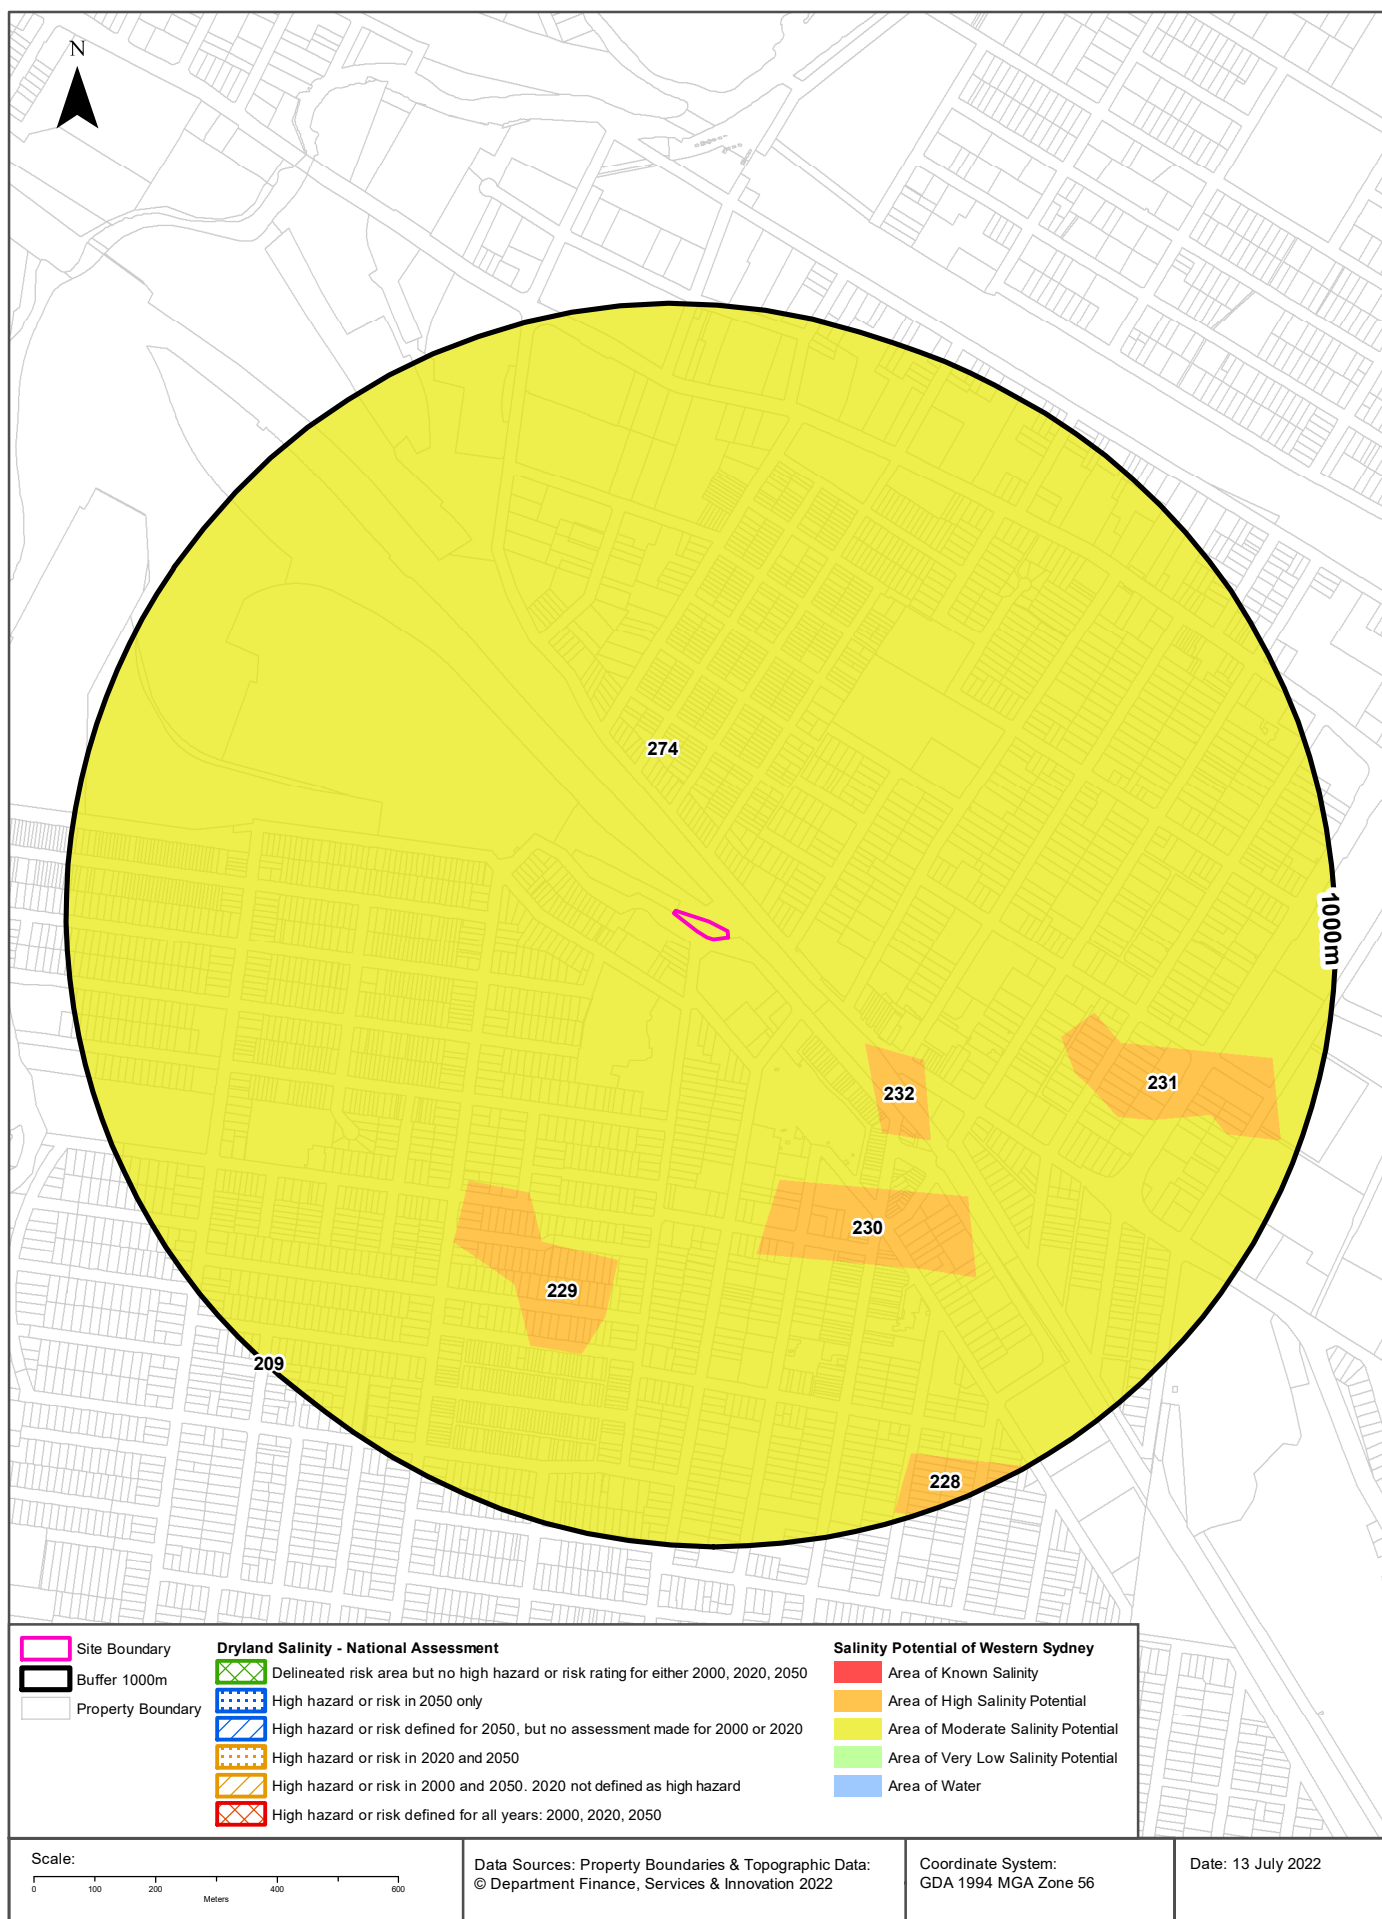 N
274
1000m
231
232
230
229
209
228
Site Boundary
Buffer 1000m
Property Boundary
Dryland Salinity - National Assessment
Delineated risk area but no high hazard or risk rating for either 2000, 2020, 2050
High hazard or risk in 2050 only
High hazard or risk defined for 2050, but no assessment made for 2000 or 2020
High hazard or risk in 2020 and 2050
High hazard or risk in 2000 and 2050. 2020 not defined as high hazard
High hazard or risk defined for all years: 2000, 2020, 2050
Salinity Potential of Western Sydney
Area of Known Salinity
Area of High Salinity Potential
Area of Moderate Salinity Potential
Area of Very Low Salinity Potential
Area of Water
Scale:
0 100 200 400 600
Meters
Data Sources: Property Boundaries & Topographic Data:
© Department Finance, Services & Innovation 2022
Coordinate System:
GDA 1994 MGA Zone 56
Date: 13 July 2022